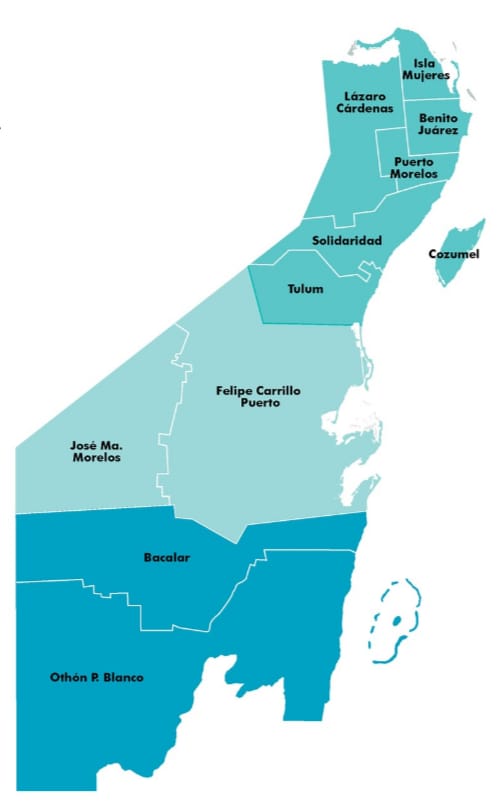 Isla
Mujeres
Lázaro
Cárdenas
Benito
Juárez
Puerto
Morelos
Solidaridad
Cozumel
Tulum
Felipe Carrillo
Puerto
José Ma.
Morelos
Bacalar
Othón P. Blanco